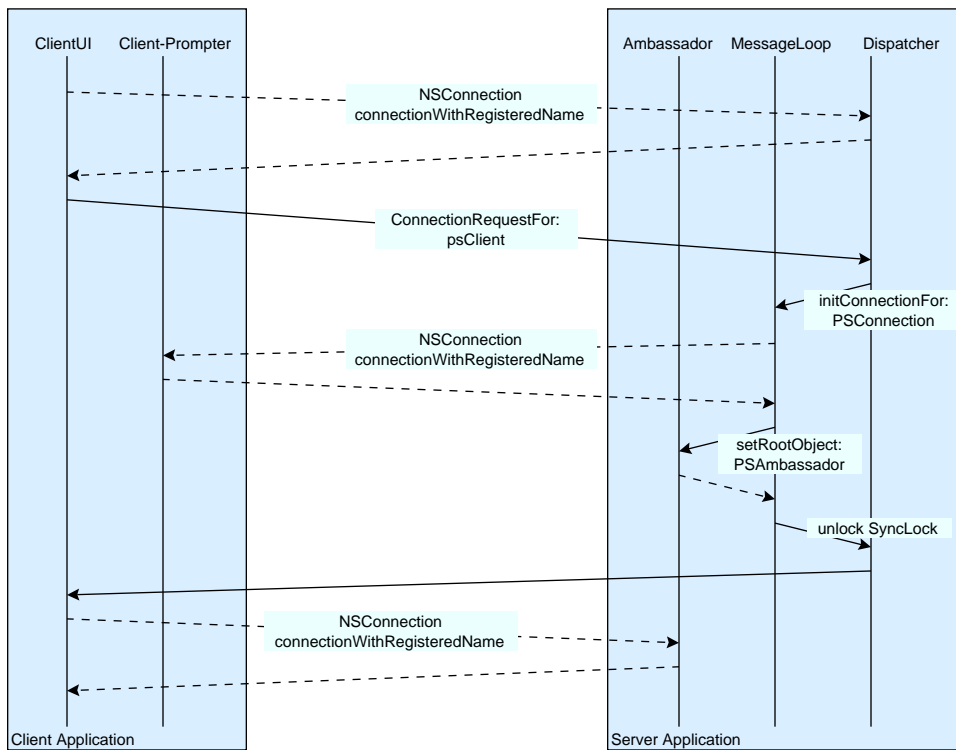 ClientUI
Client-Prompter
Ambassador
MessageLoop
Dispatcher
NSConnection
connectionWithRegisteredName
ConnectionRequestFor:
psClient
initConnectionFor:
PSConnection
NSConnection
connectionWithRegisteredName
setRootObject:
PSAmbassador
unlock SyncLock
NSConnection
connectionWithRegisteredName
Client Application
Server Application